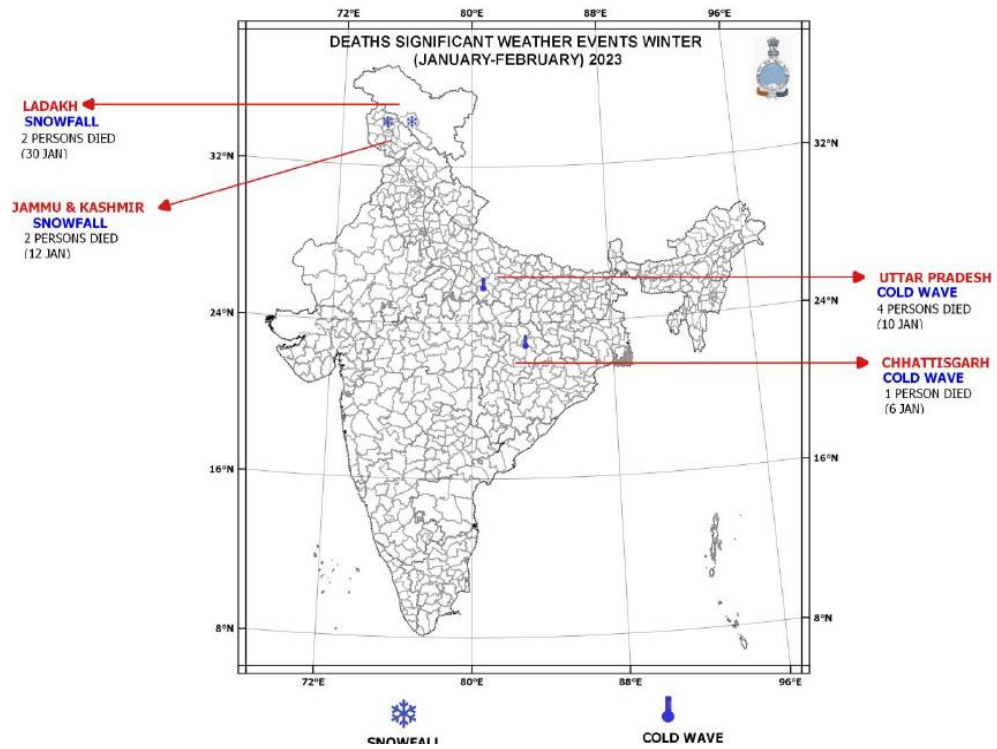 72°E 80°E 88°E 96°E
DEATHS SIGNIFICANT WEATHER EVENTS WINTER
(JANUARY-FEBRUARY) 2023
LADAKH
SNOWFALL
2 PERSONS DIED
(30 JAN)
32°N 32°N
JAMMU & KASHMIR
SNOWFALL
2 PERSONS DIED
(12 JAN)
UTTAR PRADESH
COLD WAVE
4 PERSONS DIED
(10 JAN)
24°N 24°N
CHHATTISGARH
COLD WAVE
1 PERSON DIED
(6 JAN)
16°N 16°N
8°N 8°N
72°E 80°E 88°E 96°E
SNOWFALL COLD WAVE